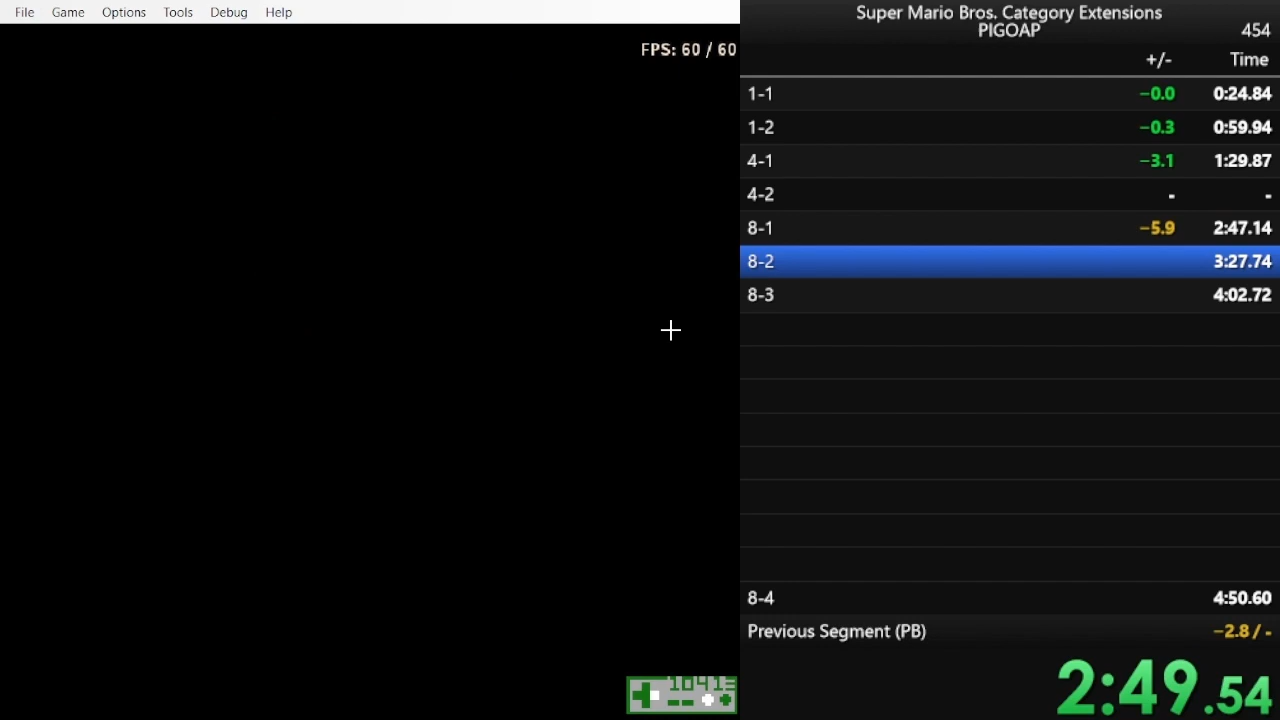 File Game Options Tools Debug Help
FPS: 60 / 60
Super Mario Bros. Category Extensions
PIGOAP 454
+/- Time
1-1 −0.0 0:24.84
1-2 −0.3 0:59.94
4-1 −3.1 1:29.87
4-2 - -
8-1 −5.9 2:47.14
8-2 3:27.74
8-3 4:02.72
8-4 4:50.60
Previous Segment (PB) −2.8 / -
2:49.54